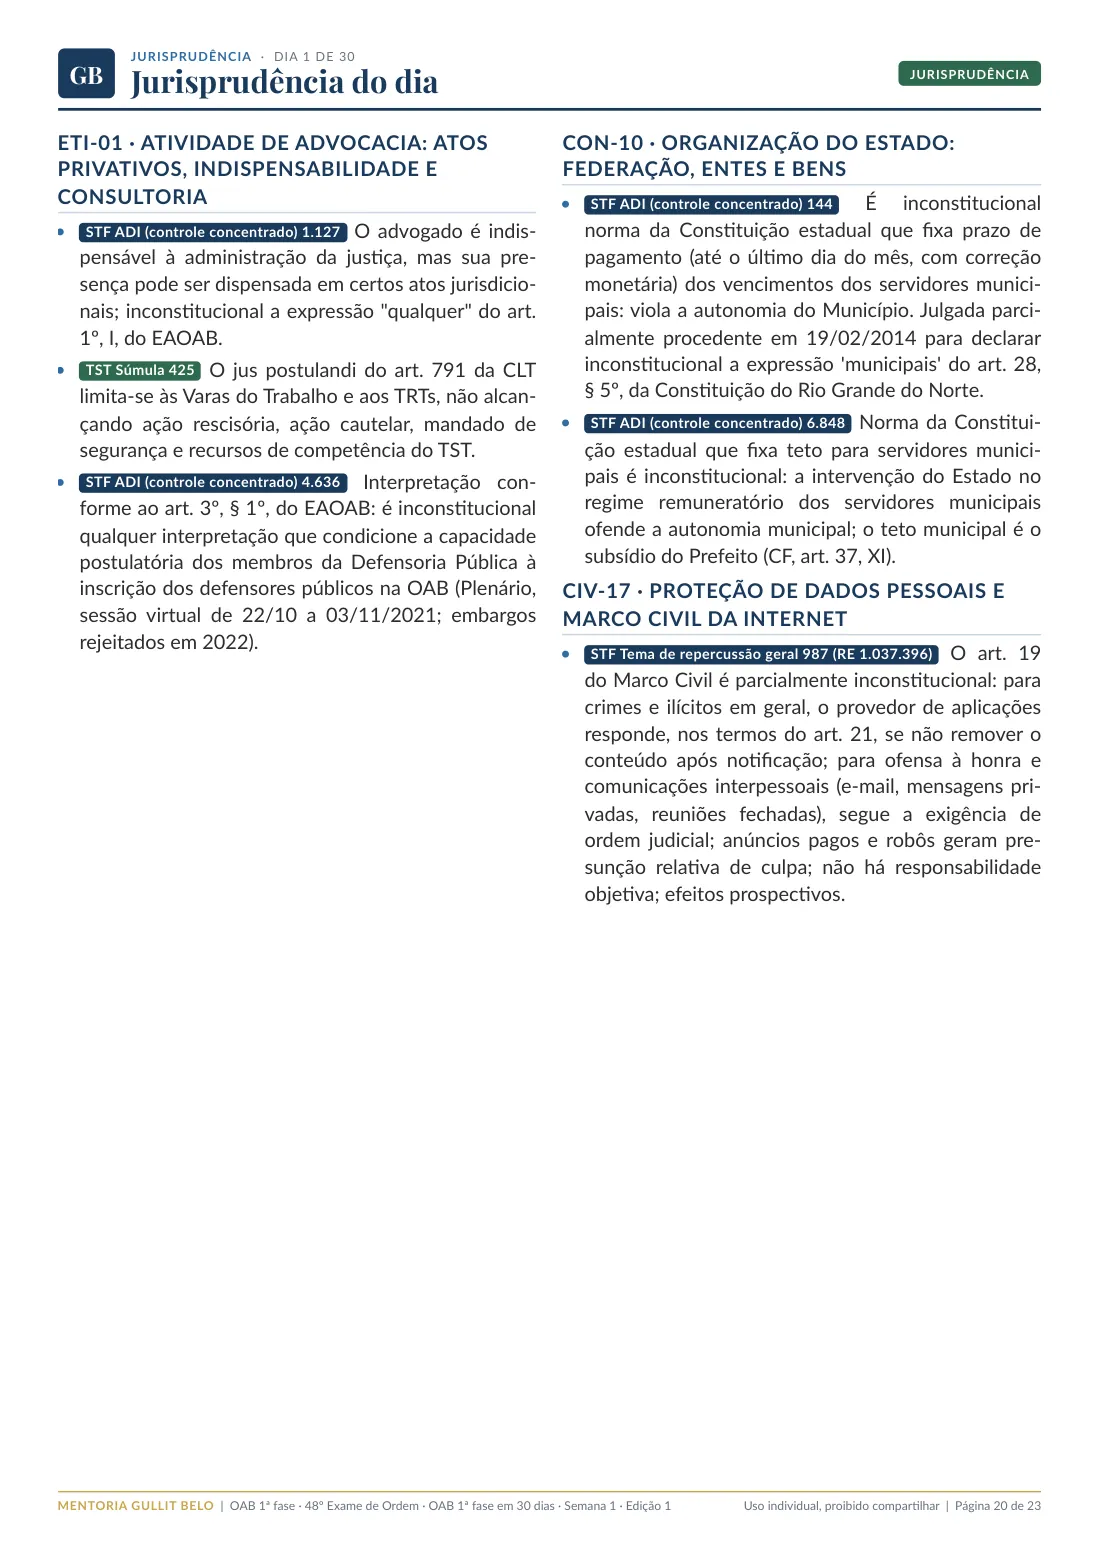 GB
JURISPRUDÊNCIA · DIA 1 DE 30
Jurisprudência do dia
JURISPRUDÊNCIA
ETI-01 · ATIVIDADE DE ADVOCACIA: ATOS
PRIVATIVOS, INDISPENSABILIDADE E
CONSULTORIA
• STF ADI (controle concentrado) 1.127 O advogado é indis-
pensável à administração da justiça, mas sua pre-
sença pode ser dispensada em certos atos jurisdicio-
nais; inconstitucional a expressão "qualquer" do art.
1º, I, do EAOAB.
• TST Súmula 425 O jus postulandi do art. 791 da CLT
limita-se às Varas do Trabalho e aos TRTs, não alcan-
çando ação rescisória, ação cautelar, mandado de
segurança e recursos de competência do TST.
• STF ADI (controle concentrado) 4.636 Interpretação con-
forme ao art. 3º, § 1º, do EAOAB: é inconstitucional
qualquer interpretação que condicione a capacidade
postulatória dos membros da Defensoria Pública à
inscrição dos defensores públicos na OAB (Plenário,
sessão virtual de 22/10 a 03/11/2021; embargos
rejeitados em 2022).
CON-10 · ORGANIZAÇÃO DO ESTADO:
FEDERAÇÃO, ENTES E BENS
• STF ADI (controle concentrado) 144 É inconstitucional
norma da Constituição estadual que fixa prazo de
pagamento (até o último dia do mês, com correção
monetária) dos vencimentos dos servidores munici-
pais: viola a autonomia do Município. Julgada parci-
almente procedente em 19/02/2014 para declarar
inconstitucional a expressão 'municipais' do art. 28,
§ 5º, da Constituição do Rio Grande do Norte.
• STF ADI (controle concentrado) 6.848 Norma da Constitui-
ção estadual que fixa teto para servidores munici-
pais é inconstitucional: a intervenção do Estado no
regime remuneratório dos servidores municipais
ofende a autonomia municipal; o teto municipal é o
subsídio do Prefeito (CF, art. 37, XI).
CIV-17 · PROTEÇÃO DE DADOS PESSOAIS E
MARCO CIVIL DA INTERNET
• STF Tema de repercussão geral 987 (RE 1.037.396) O art. 19
do Marco Civil é parcialmente inconstitucional: para
crimes e ilícitos em geral, o provedor de aplicações
responde, nos termos do art. 21, se não remover o
conteúdo após notificação; para ofensa à honra e
comunicações interpessoais (e-mail, mensagens pri-
vadas, reuniões fechadas), segue a exigência de
ordem judicial; anúncios pagos e robôs geram pre-
sunção relativa de culpa; não há responsabilidade
objetiva; efeitos prospectivos.
MENTORIA GULLIT BELO | OAB 1ª fase · 48º Exame de Ordem · OAB 1ª fase em 30 dias · Semana 1 · Edição 1
Uso individual, proibido compartilhar | Página 20 de 23